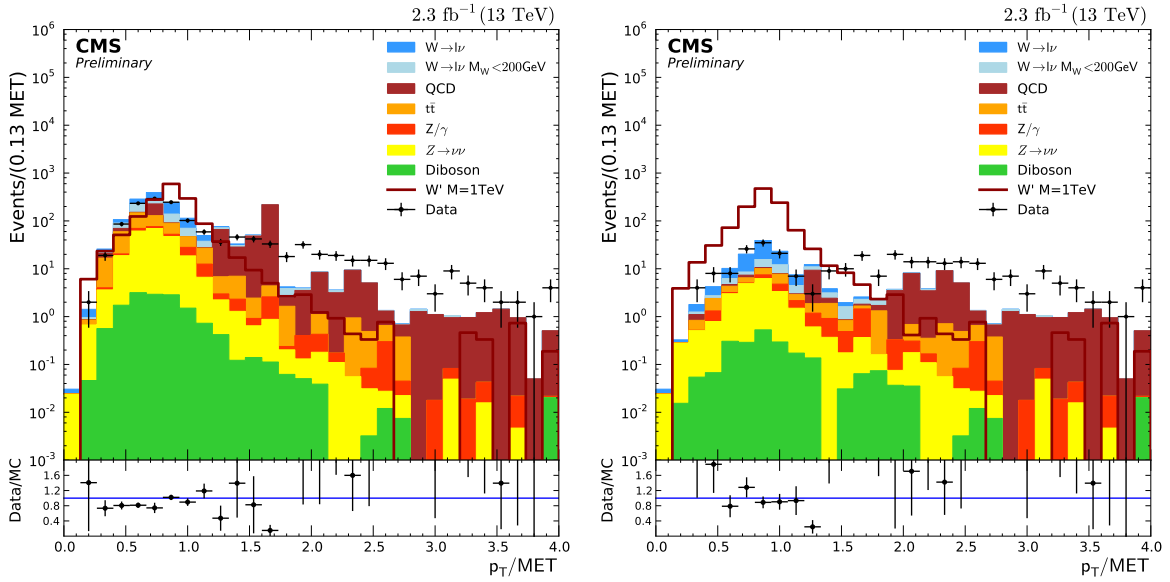 2.3 fb⁻¹ (13 TeV)
CMS
Preliminary
W→lν
W→lν M_W<200GeV
QCD
tt̄
Z/γ
Z→νν
Diboson
W' M=1TeV
Data
Events/(0.13 MET)
10⁶
10⁵
10⁴
10³
10²
10¹
10⁰
10⁻¹
10⁻²
10⁻³
Data/MC
1.6
1.2
0.8
0.4
0.0 0.5 1.0 1.5 2.0 2.5 3.0 3.5 4.0
p_T/MET
2.3 fb⁻¹ (13 TeV)
CMS
Preliminary
W→lν
W→lν M_W<200GeV
QCD
tt̄
Z/γ
Z→νν
Diboson
W' M=1TeV
Data
Events/(0.13 MET)
10⁶
10⁵
10⁴
10³
10²
10¹
10⁰
10⁻¹
10⁻²
10⁻³
Data/MC
1.6
1.2
0.8
0.4
0.0 0.5 1.0 1.5 2.0 2.5 3.0 3.5 4.0
p_T/MET